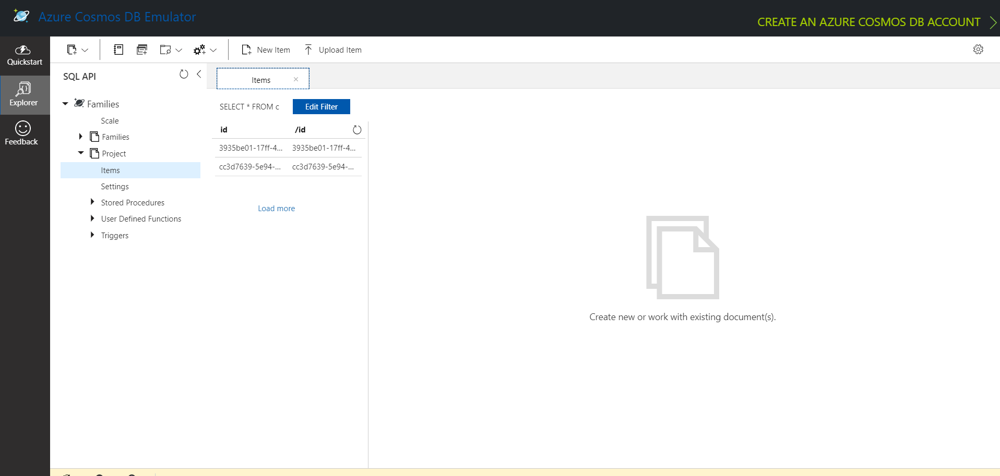 Azure Cosmos DB Emulator
CREATE AN AZURE COSMOS DB ACCOUNT
Quickstart
Explorer
Feedback
New Item
Upload Item
SQL API
Families
Scale
Families
Project
Items
Settings
Stored Procedures
User Defined Functions
Triggers
Items
SELECT * FROM c
Edit Filter
id /id
3935be01-17ff-4... 3935be01-17ff-4...
cc3d7639-5e94-... cc3d7639-5e94-...
Load more
Create new or work with existing document(s).